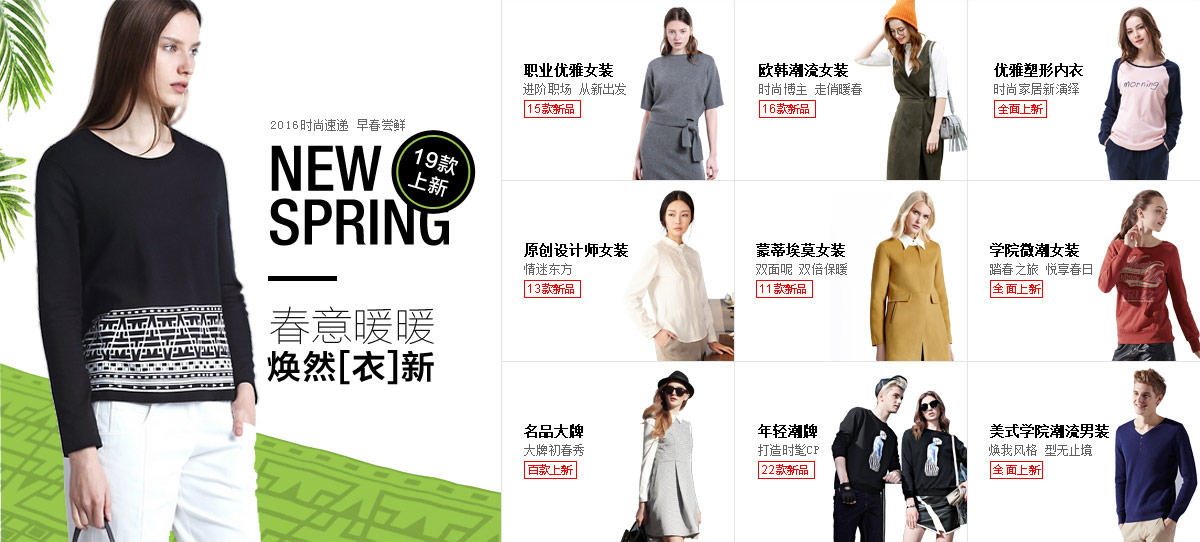 2016时尚速递 早春尝鲜
NEW
SPRING
19款
上新
春意暖暖
焕然[衣]新
职业优雅女装
进阶职场 从新出发
15款新品
欧韩潮流女装
时尚博主 走俏暖春
16款新品
优雅塑形内衣
时尚家居新演绎
全面上新
morning
原创设计师女装
情迷东方
13款新品
蒙蒂埃莫女装
双面呢 双倍保暖
11款新品
学院微潮女装
踏春之旅 悦享春日
全面上新
名品大牌
大牌初春秀
百款上新
年轻潮牌
打造时髦CP
22款新品
美式学院潮流男装
焕我风格 型无止境
全面上新